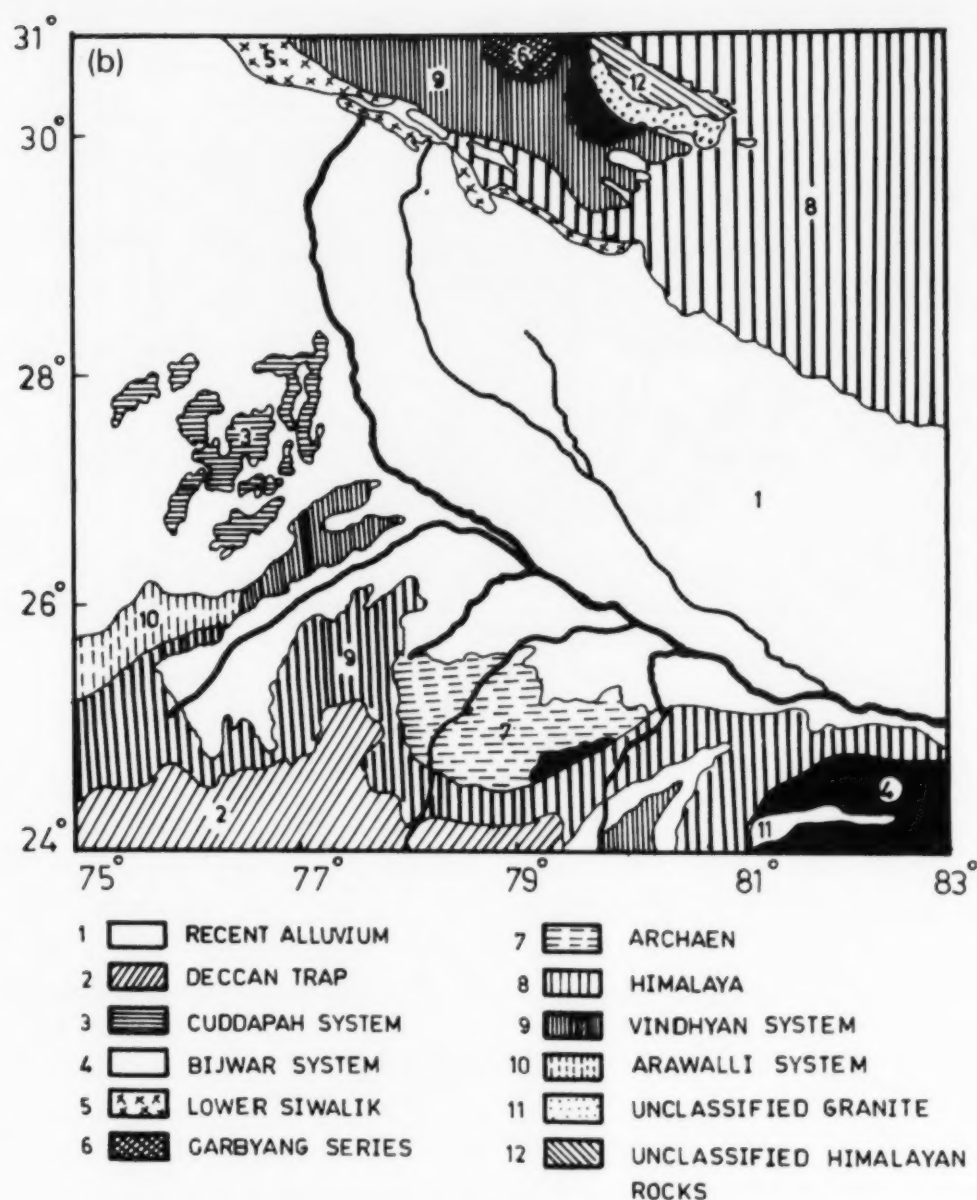 31°
(b)
5
9
6
12
30°
8
28°
3
1
26°
10
9
7
4
2
11
24°
75°
77°
79°
81°
83°
1 RECENT ALLUVIUM
2 DECCAN TRAP
3 CUDDAPAH SYSTEM
4 BIJWAR SYSTEM
5 LOWER SIWALIK
6 GARBYANG SERIES
7 ARCHAEN
8 HIMALAYA
9 VINDHYAN SYSTEM
10 ARAWALLI SYSTEM
11 UNCLASSIFIED GRANITE
12 UNCLASSIFIED HIMALAYAN
ROCKS